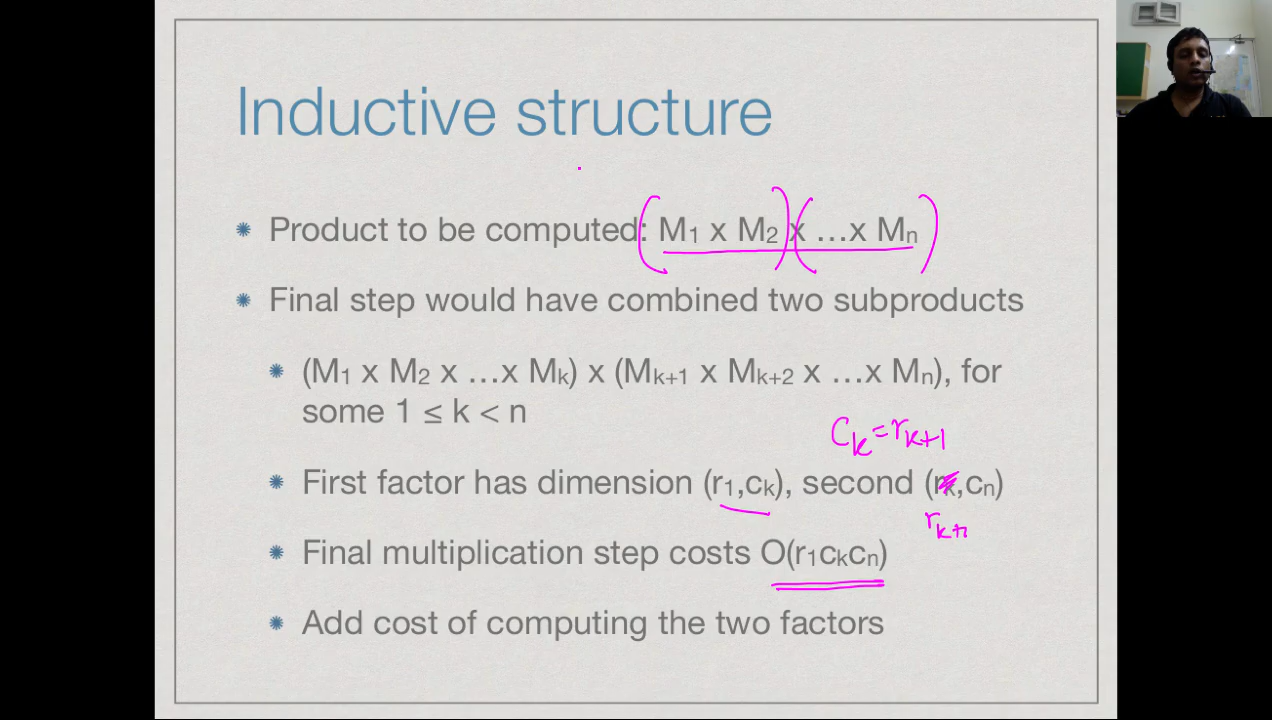 Inductive structure
Product to be computed: M1 x M2 x …x Mn
Final step would have combined two subproducts
(M1 x M2 x …x Mk) x (Mk+1 x Mk+2 x …x Mn), for
some 1 ≤ k < n
Ck = rk+1
First factor has dimension (r1,ck), second (rk,cn)
rk+1
Final multiplication step costs O(r1ckcn)
Add cost of computing the two factors